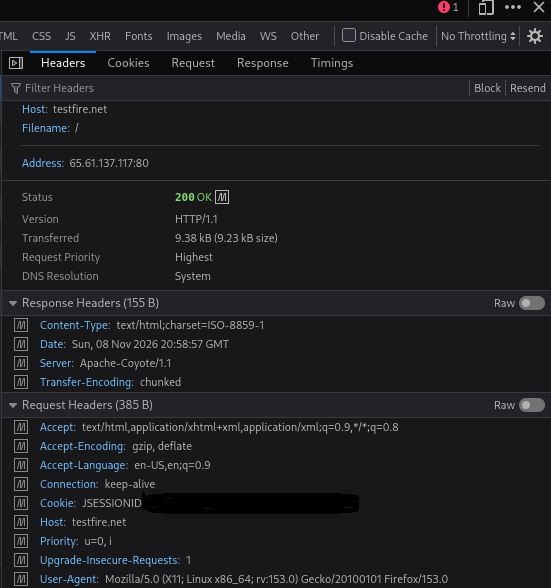 1
TML CSS JS XHR Fonts Images Media WS Other Disable Cache No Throttling
Headers Cookies Request Response Timings
Filter Headers Block Resend
Host: testfire.net
Filename: /
Address: 65.61.137.117:80
Status 200 OK
Version HTTP/1.1
Transferred 9.38 kB (9.23 kB size)
Request Priority Highest
DNS Resolution System
Response Headers (155 B) Raw
Content-Type: text/html;charset=ISO-8859-1
Date: Sun, 08 Nov 2026 20:58:57 GMT
Server: Apache-Coyote/1.1
Transfer-Encoding: chunked
Request Headers (385 B) Raw
Accept: text/html,application/xhtml+xml,application/xml;q=0.9,*/*;q=0.8
Accept-Encoding: gzip, deflate
Accept-Language: en-US,en;q=0.9
Connection: keep-alive
Cookie: JSESSIONID
Host: testfire.net
Priority: u=0, i
Upgrade-Insecure-Requests: 1
User-Agent: Mozilla/5.0 (X11; Linux x86_64; rv:153.0) Gecko/20100101 Firefox/153.0